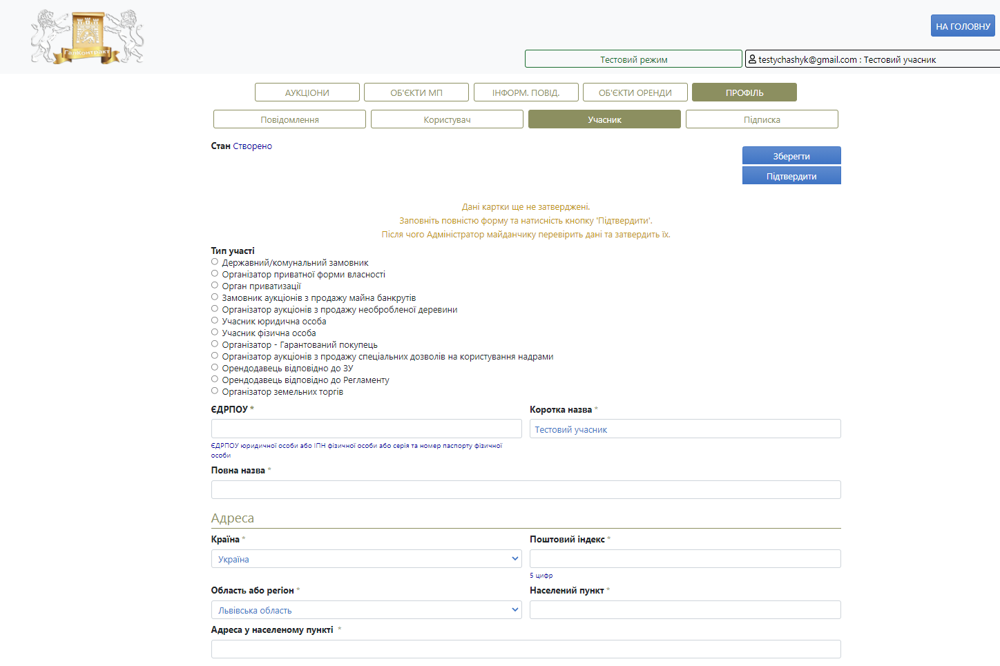 ГалКонтракт
НА ГОЛОВНУ
Тестовий режим
testychashyk@gmail.com : Тестовий учасник
АУКЦІОНИ
ОБ'ЄКТИ МП
ІНФОРМ. ПОВІД.
ОБ'ЄКТИ ОРЕНДИ
ПРОФІЛЬ
Повідомлення
Користувач
Учасник
Підписка
Стан Створено
Зберегти
Підтвердити
Дані картки ще не затверджені.
Заповніть повністю форму та натисність кнопку 'Підтвердити'.
Після чого Адміністратор майданчику перевірить дані та затвердить їх.
Тип участі
Державний/комунальний замовник
Організатор приватної форми власності
Орган приватизації
Замовник аукціонів з продажу майна банкрутів
Організатор аукціонів з продажу необробленої деревини
Учасник юридична особа
Учасник фізична особа
Організатор - Гарантований покупець
Організатор аукціонів з продажу спеціальних дозволів на користування надрами
Орендодавець відповідно до ЗУ
Орендодавець відповідно до Регламенту
Організатор земельних торгів
ЄДРПОУ *
Коротка назва *
Тестовий учасник
ЄДРПОУ юридичної особи або ІПН фізичної особи або серія та номер паспорту фізичної
особи
Повна назва *
Адреса
Країна *
Поштовий індекс *
Україна
5 цифр
Область або регіон *
Населений пункт *
Львівська область
Адреса у населеному пункті *